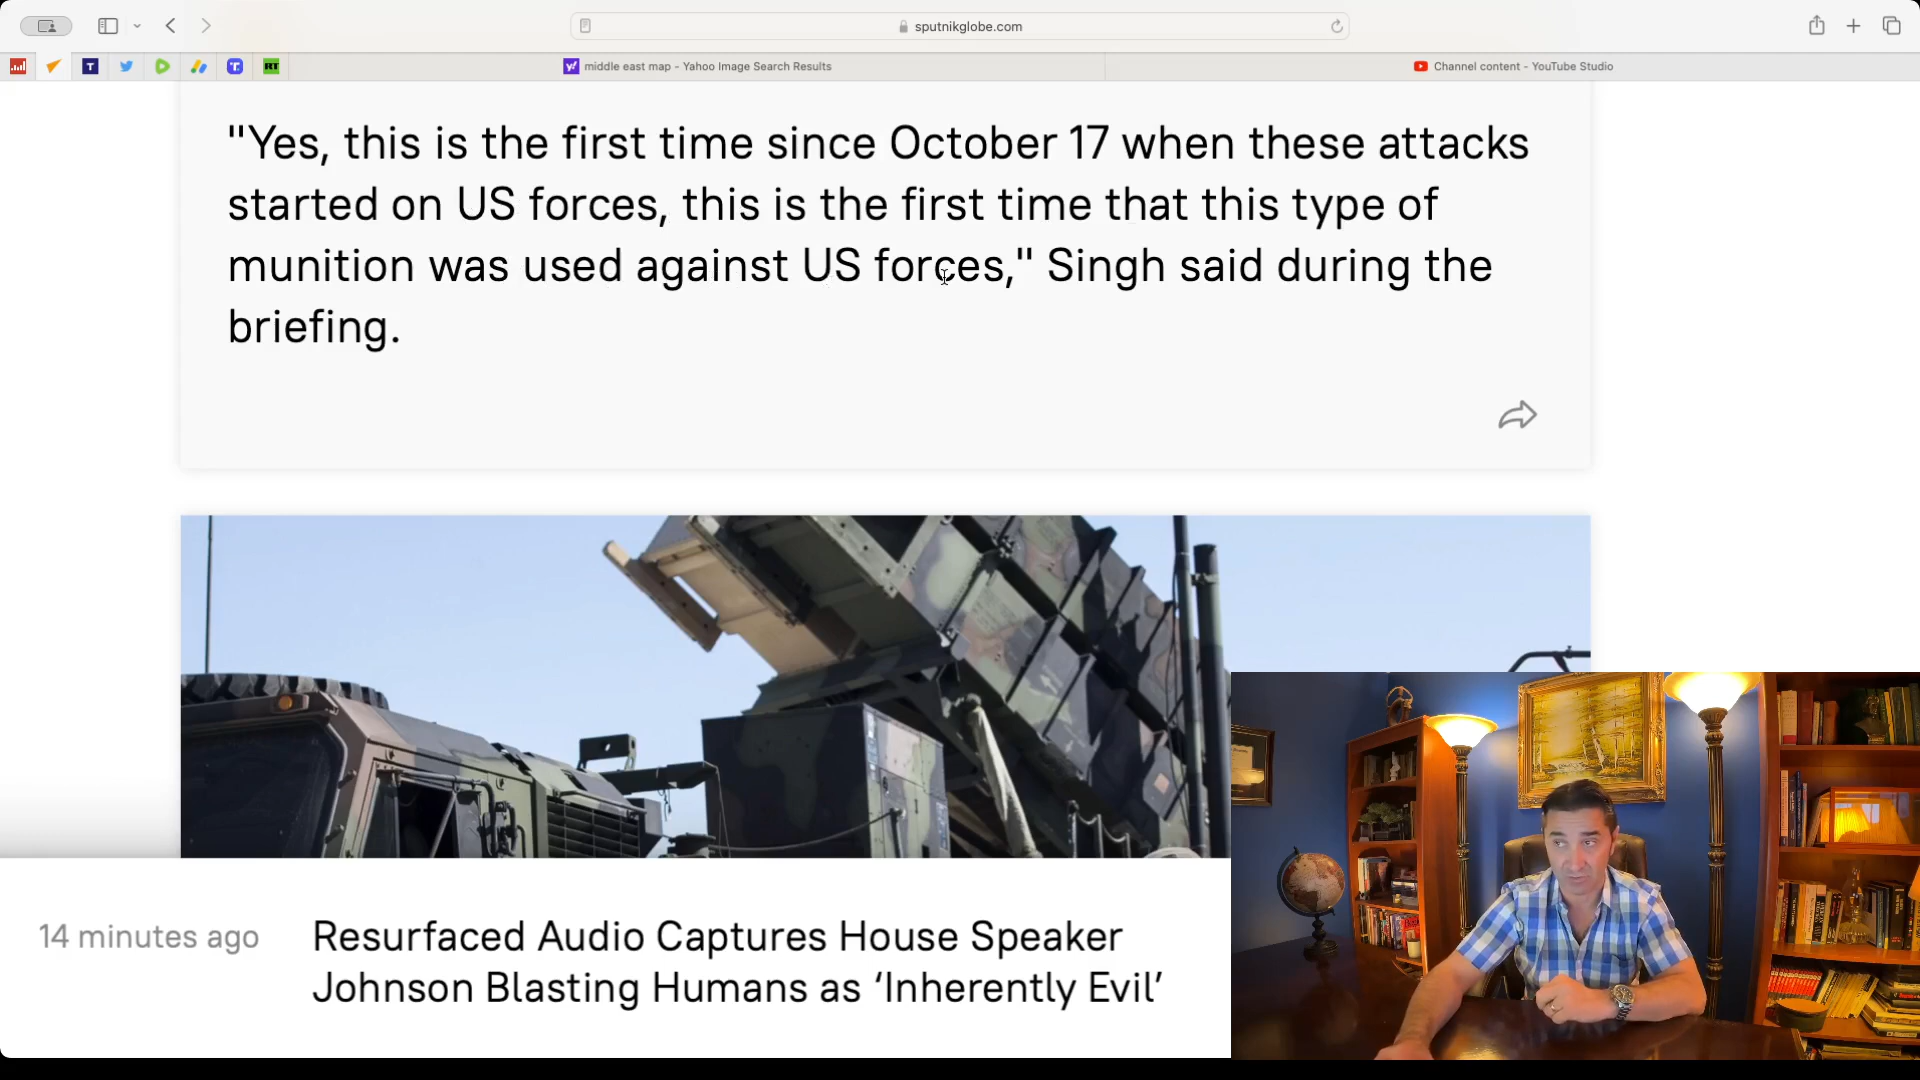 sputnikglobe.com
T
T
RT
middle east map - Yahoo Image Search Results
Channel content - YouTube Studio
"Yes, this is the first time since October 17 when these attacks
started on US forces, this is the first time that this type of
munition was used against US forces," Singh said during the
briefing.
14 minutes ago
Resurfaced Audio Captures House Speaker
Johnson Blasting Humans as ‘Inherently Evil’